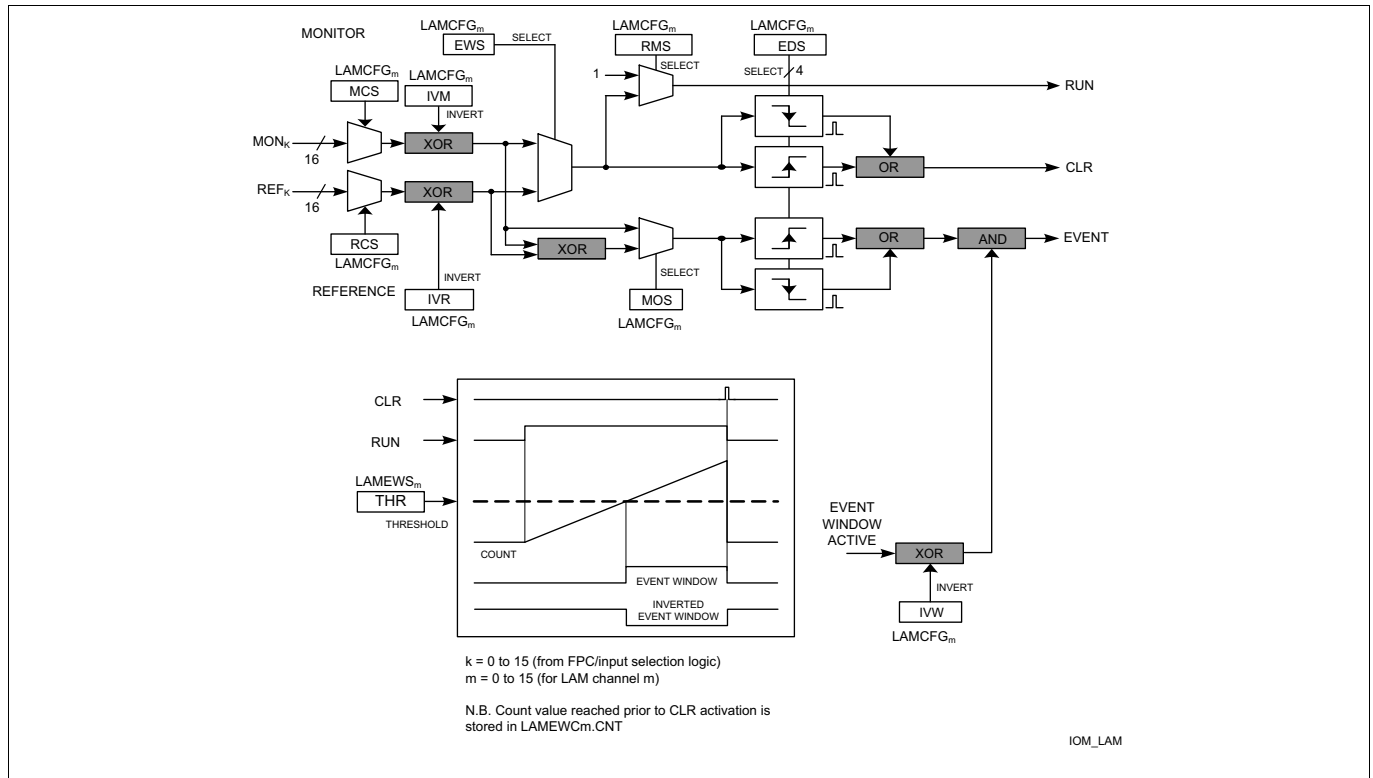 MONITOR
LAMCFGm
EWS
SELECT
LAMCFGm
RMS
SELECT
LAMCFGm
EDS
SELECT 4
LAMCFGm
MCS
LAMCFGm
IVM
INVERT
1
RUN
MONK
16
XOR
REFK
16
XOR
OR
CLR
RCS
LAMCFGm
REFERENCE
INVERT
IVR
LAMCFGm
XOR
SELECT
MOS
LAMCFGm
OR
AND
EVENT
CLR
RUN
LAMEWSm
THR
THRESHOLD
COUNT
EVENT WINDOW
INVERTED
EVENT WINDOW
EVENT
WINDOW
ACTIVE
XOR
INVERT
IVW
LAMCFGm
k = 0 to 15 (from FPC/input selection logic)
m = 0 to 15 (for LAM channel m)
N.B. Count value reached prior to CLR activation is
stored in LAMEWCm.CNT
IOM_LAM